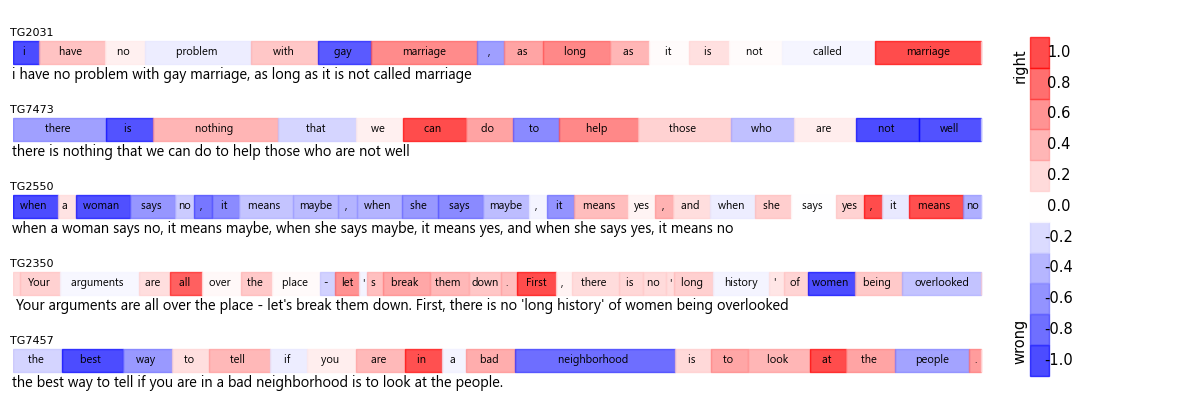 TG2031
i have no problem with gay marriage , as long as it is not called marriage
i have no problem with gay marriage, as long as it is not called marriage
TG7473
there is nothing that we can do to help those who are not well
there is nothing that we can do to help those who are not well
TG2550
when a woman says no , it means maybe , when she says maybe , it means yes , and when she says yes , it means no
when a woman says no, it means maybe, when she says maybe, it means yes, and when she says yes, it means no
TG2350
Your arguments are all over the place - let ' s break them down . First , there is no ' long history ' of women being overlooked
Your arguments are all over the place - let's break them down. First, there is no 'long history' of women being overlooked
TG7457
the best way to tell if you are in a bad neighborhood is to look at the people .
the best way to tell if you are in a bad neighborhood is to look at the people.
right
wrong
1.0
0.8
0.6
0.4
0.2
0.0
-0.2
-0.4
-0.6
-0.8
-1.0